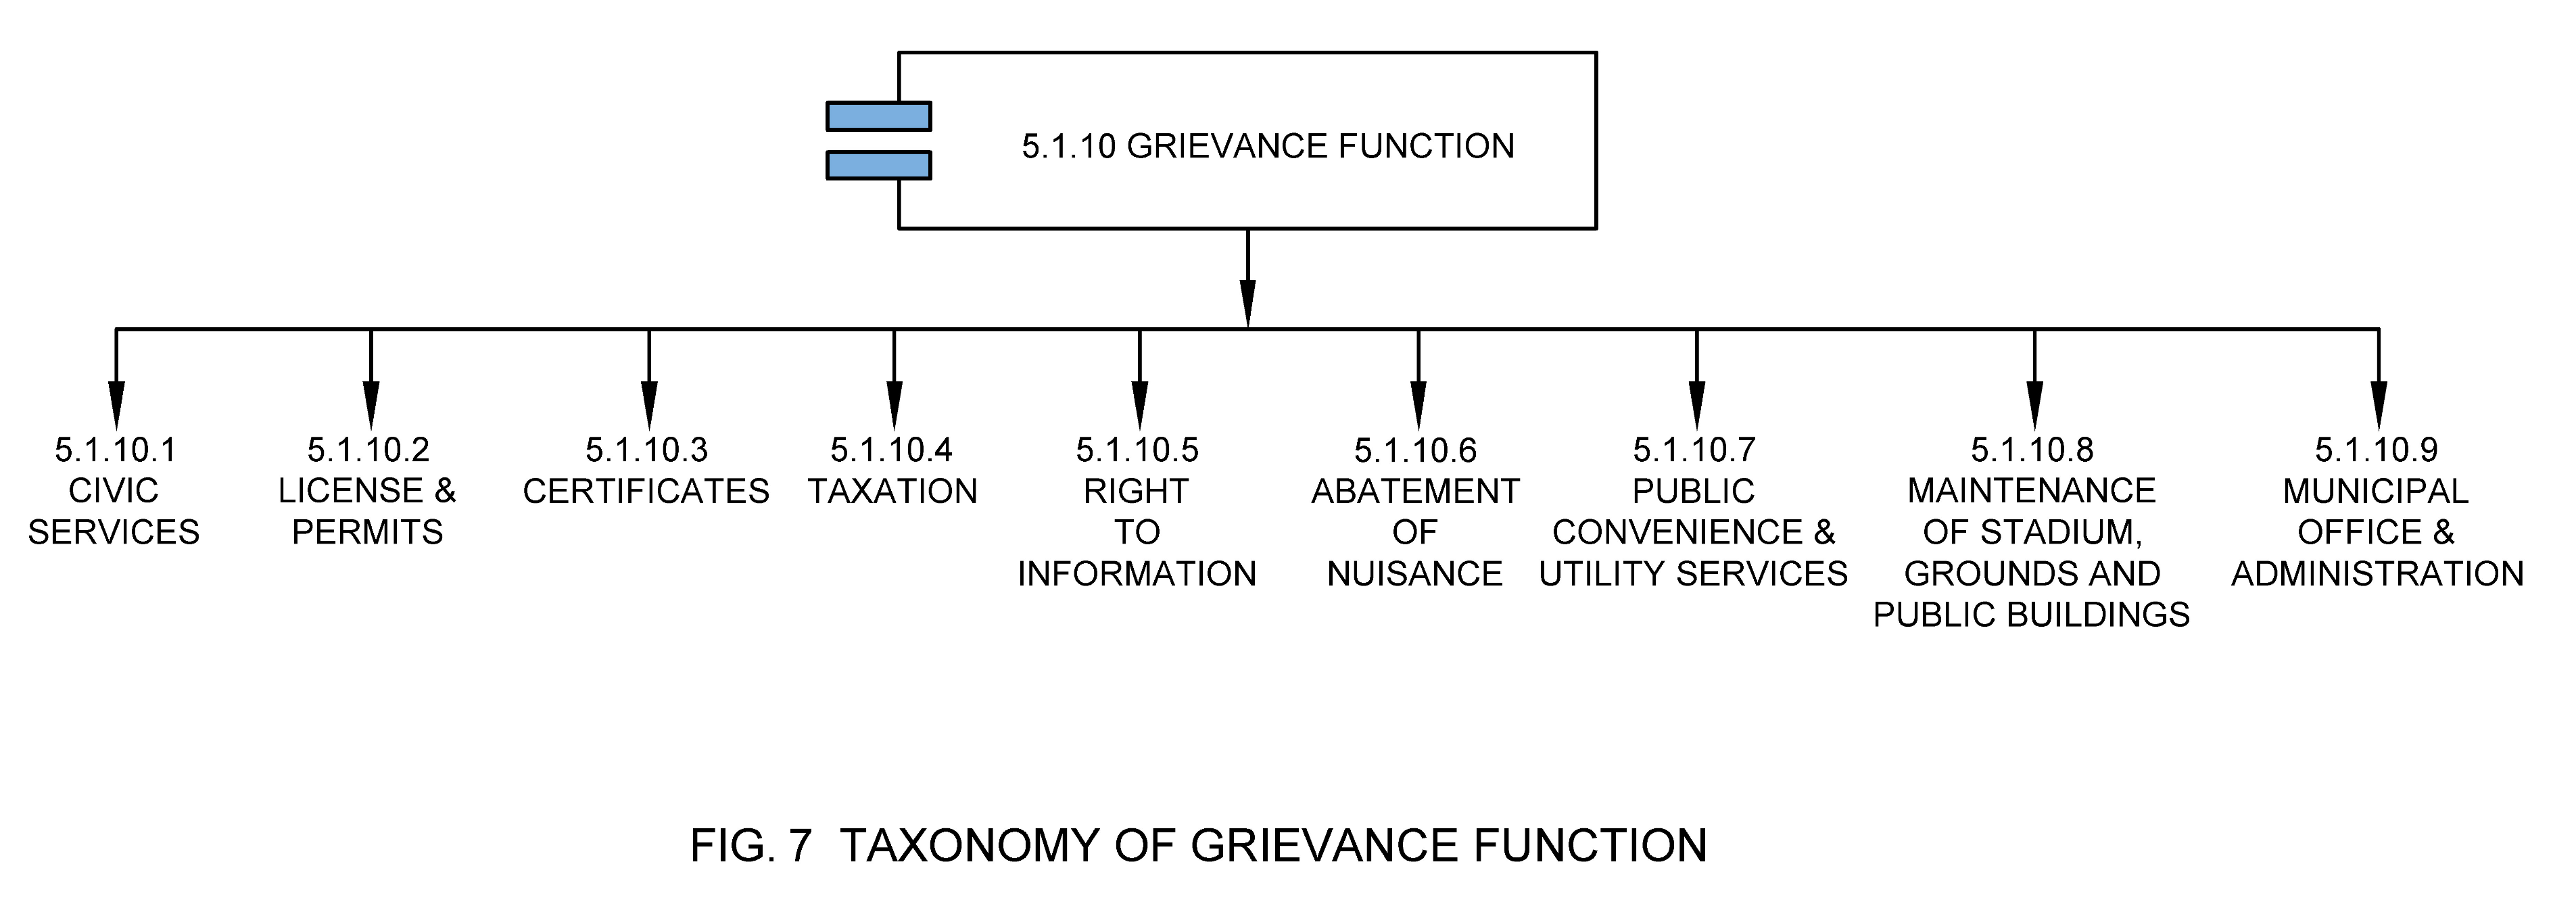 5.1.10 GRIEVANCE FUNCTION
5.1.10.1
CIVIC
SERVICES
5.1.10.2
LICENSE &
PERMITS
5.1.10.3
CERTIFICATES
5.1.10.4
TAXATION
5.1.10.5
RIGHT
TO
INFORMATION
5.1.10.6
ABATEMENT
OF
NUISANCE
5.1.10.7
PUBLIC
CONVENIENCE &
UTILITY SERVICES
5.1.10.8
MAINTENANCE
OF STADIUM,
GROUNDS AND
PUBLIC BUILDINGS
5.1.10.9
MUNICIPAL
OFFICE &
ADMINISTRATION
FIG. 7  TAXONOMY OF GRIEVANCE FUNCTION